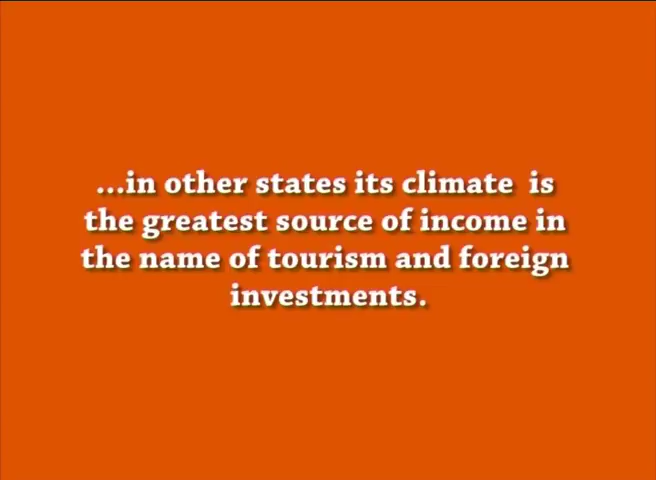 ...in other states its climate is
the greatest source of income in
the name of tourism and foreign
investments.